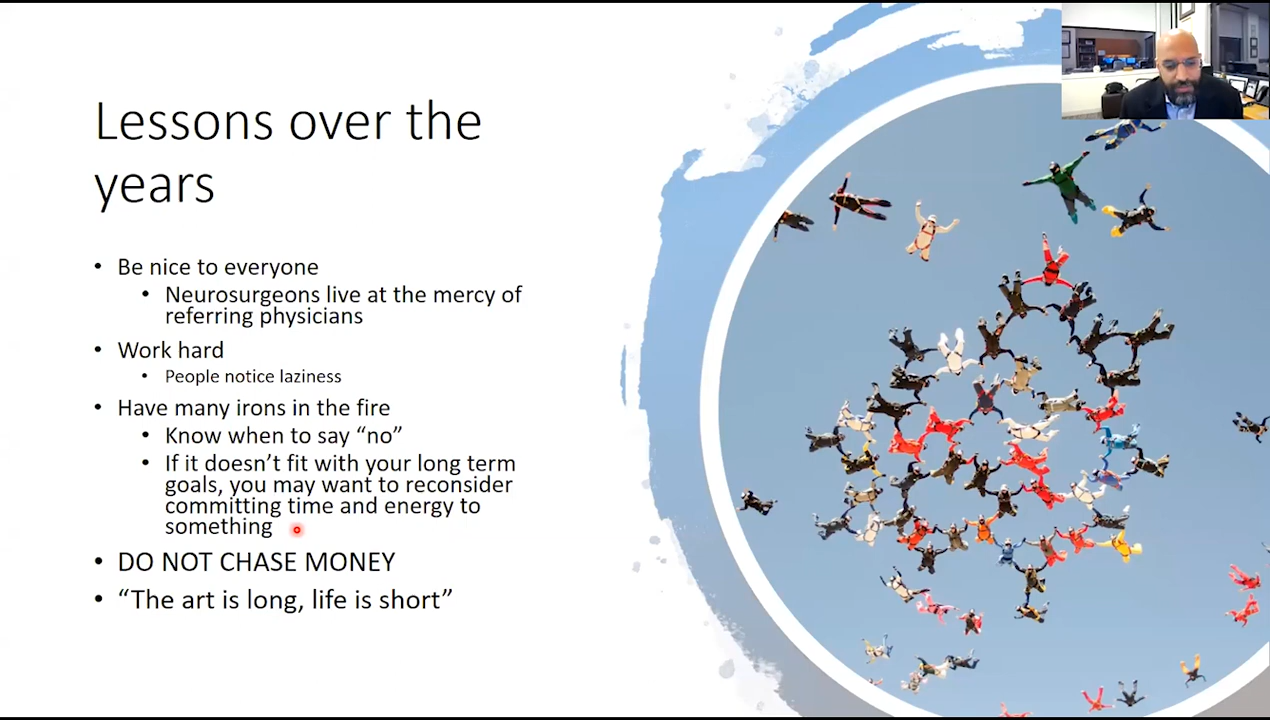 Lessons over the
years
• Be nice to everyone
• Neurosurgeons live at the mercy of
referring physicians
• Work hard
• People notice laziness
• Have many irons in the fire
• Know when to say “no”
• If it doesn’t fit with your long term
goals, you may want to reconsider
committing time and energy to
something
• DO NOT CHASE MONEY
• “The art is long, life is short”